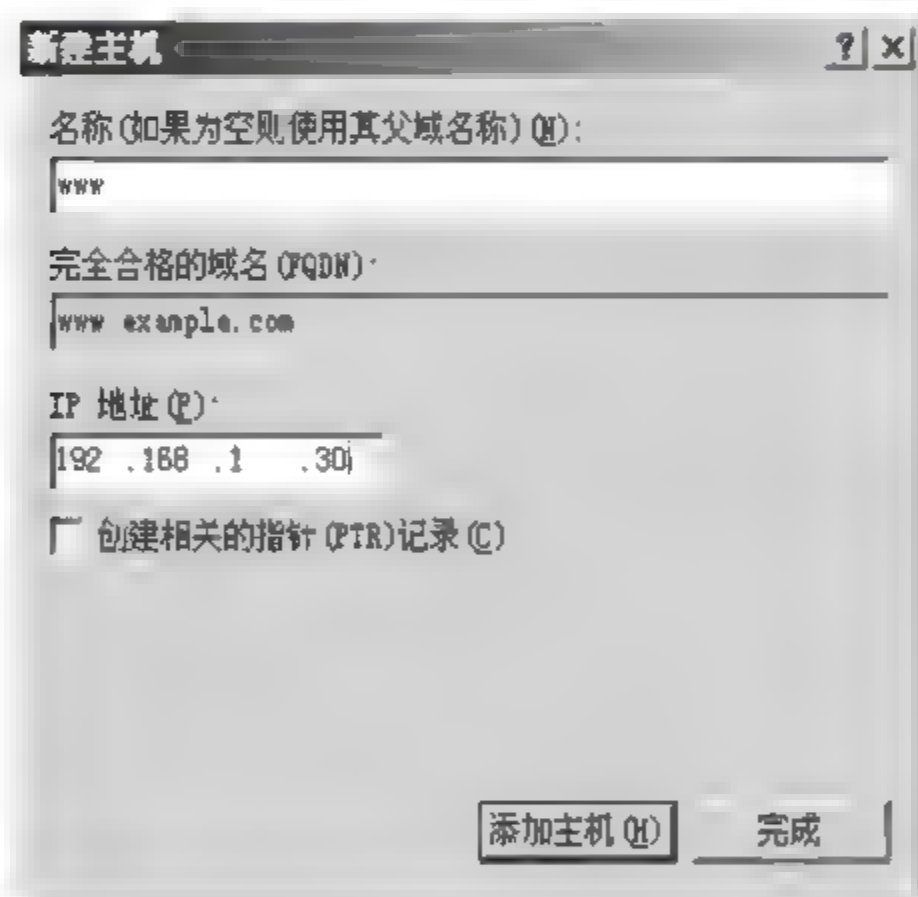 新建主机
名称(如果为空则使用其父域名称)(N):
www
完全合格的域名(FQDN):
www.example.com
IP 地址(P):
192 .168 .1 .30
创建相关的指针(PTR)记录(C)
添加主机(H) 完成